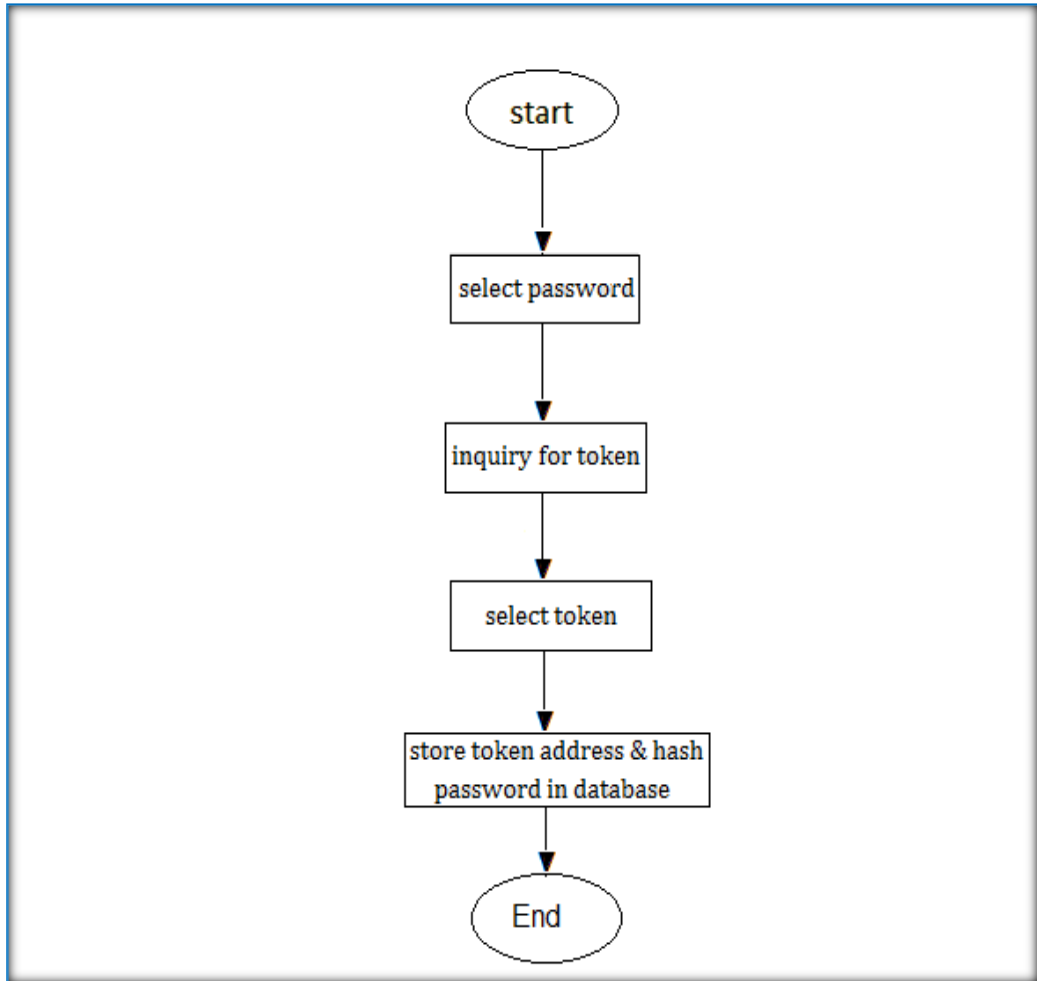 start
select password
inquiry for token
select token
store token address & hash
password in database
End